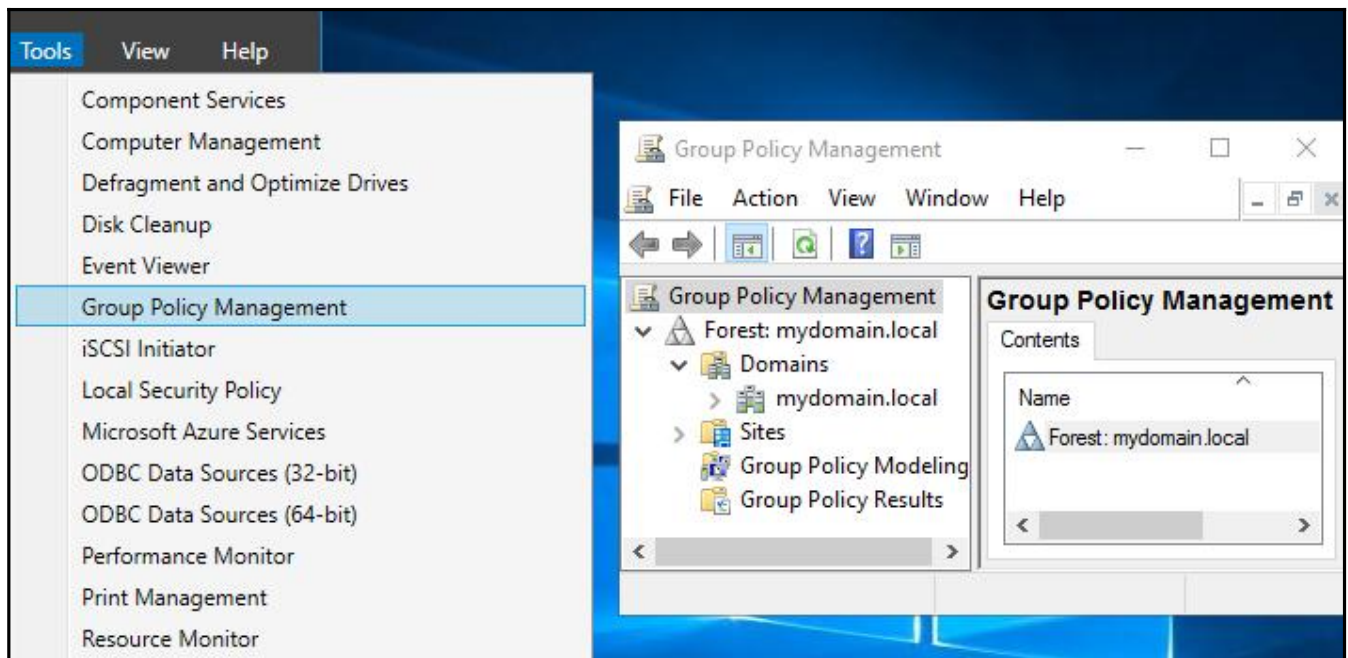 Tools View Help
Component Services
Computer Management
Defragment and Optimize Drives
Disk Cleanup
Event Viewer
Group Policy Management
iSCSI Initiator
Local Security Policy
Microsoft Azure Services
ODBC Data Sources (32-bit)
ODBC Data Sources (64-bit)
Performance Monitor
Print Management
Resource Monitor
Group Policy Management
File Action View Window Help
Group Policy Management
Forest: mydomain.local
Domains
mydomain.local
Sites
Group Policy Modeling
Group Policy Results
Group Policy Management
Contents
Name
Forest: mydomain.local